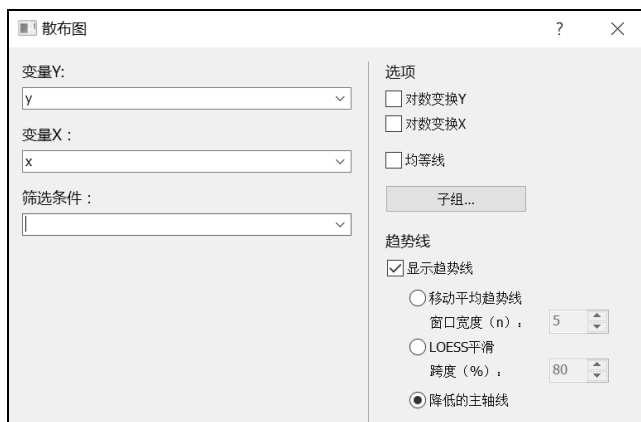 散布图
?
变量Y:
y
变量X：
x
筛选条件：
选项
对数变换Y
对数变换X
均等线
子组...
趋势线
显示趋势线
移动平均趋势线
窗口宽度（n）：
5
LOESS平滑
跨度（%）：
80
降低的主轴线